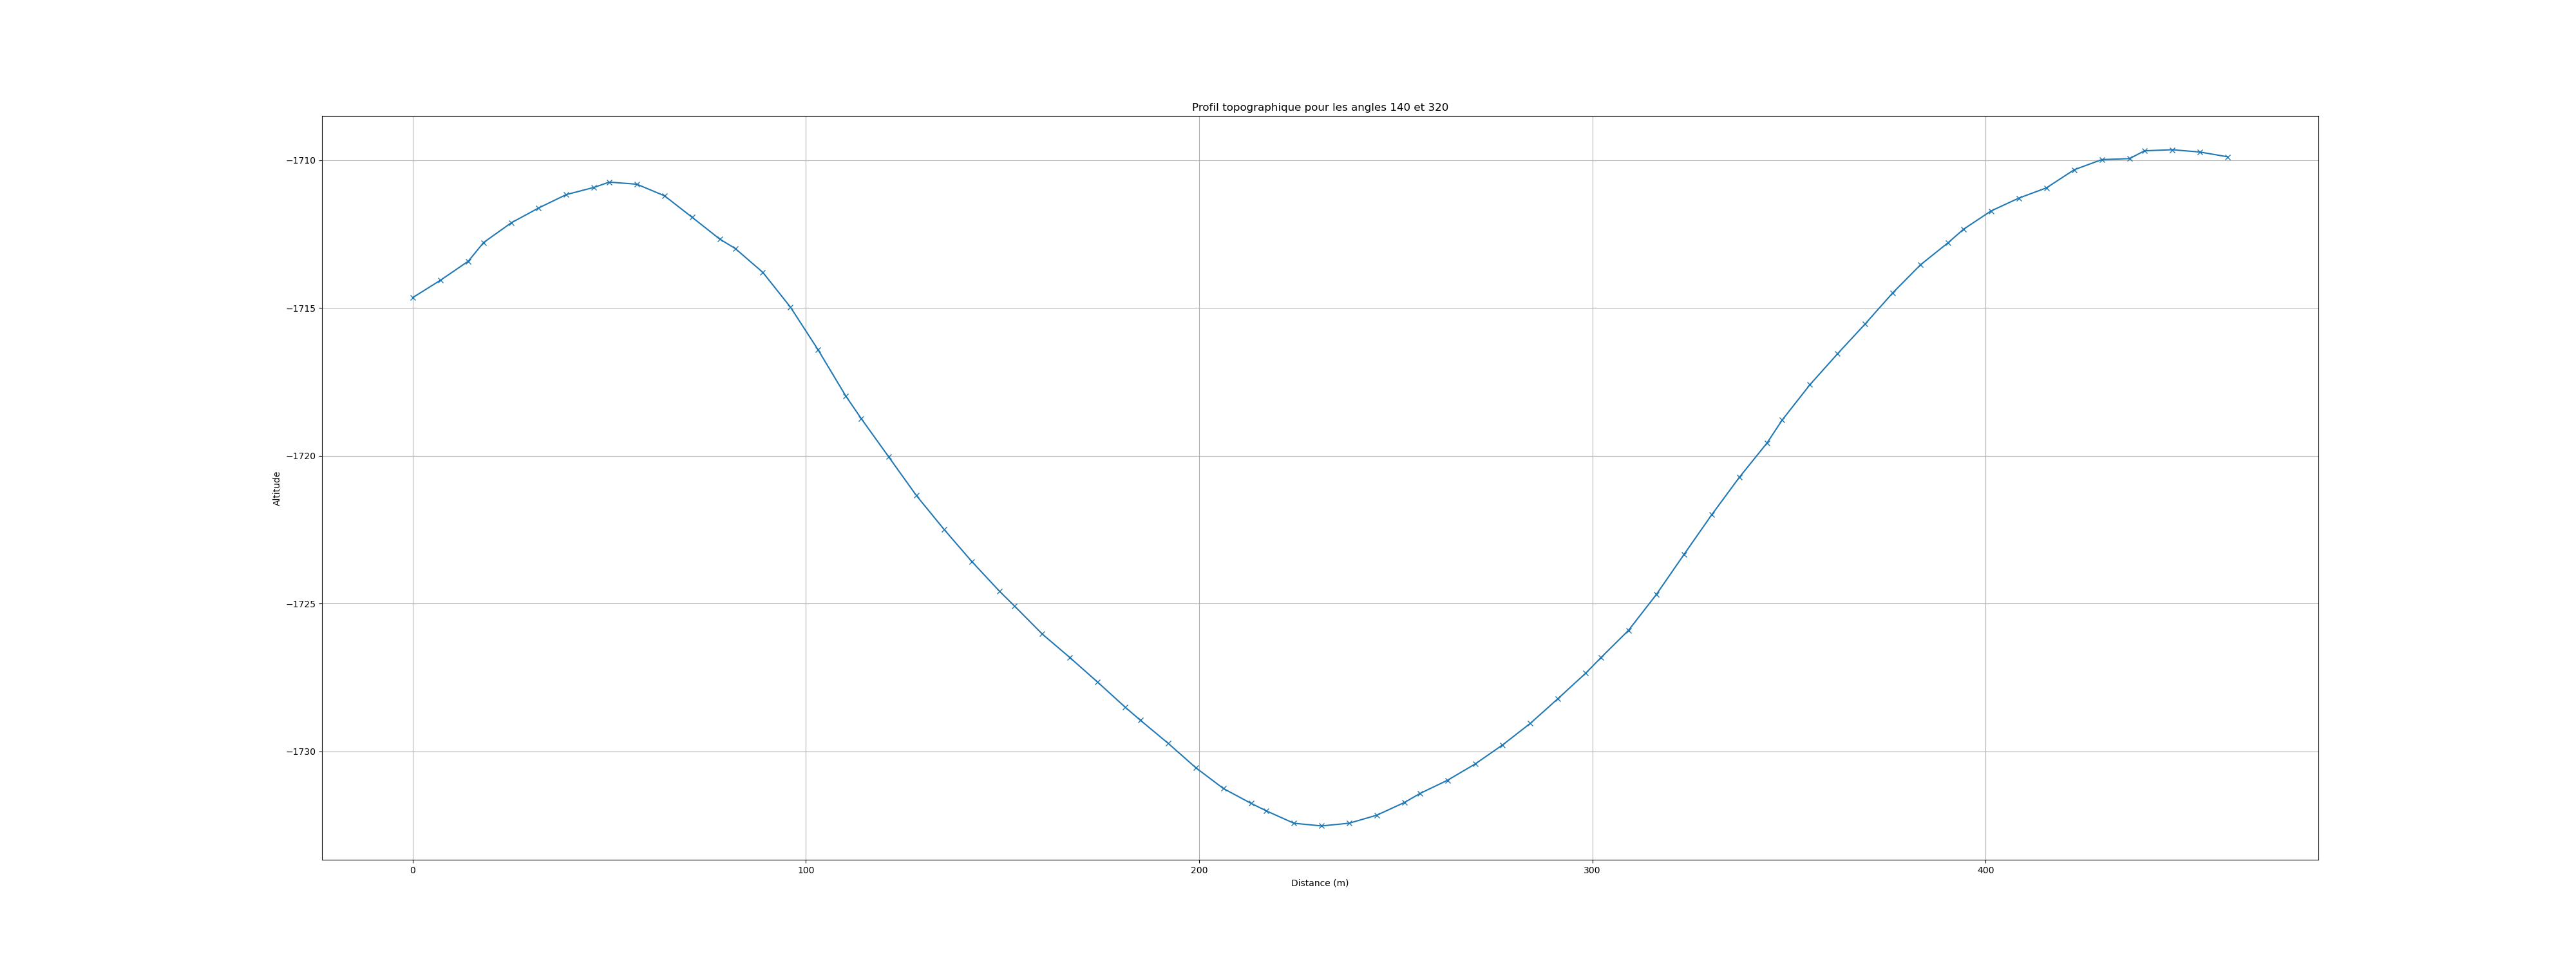 Profil topographique pour les angles 140 et 320
−1710
−1715
−1720
−1725
−1730
Altitude
0 100 200 300 400
Distance (m)